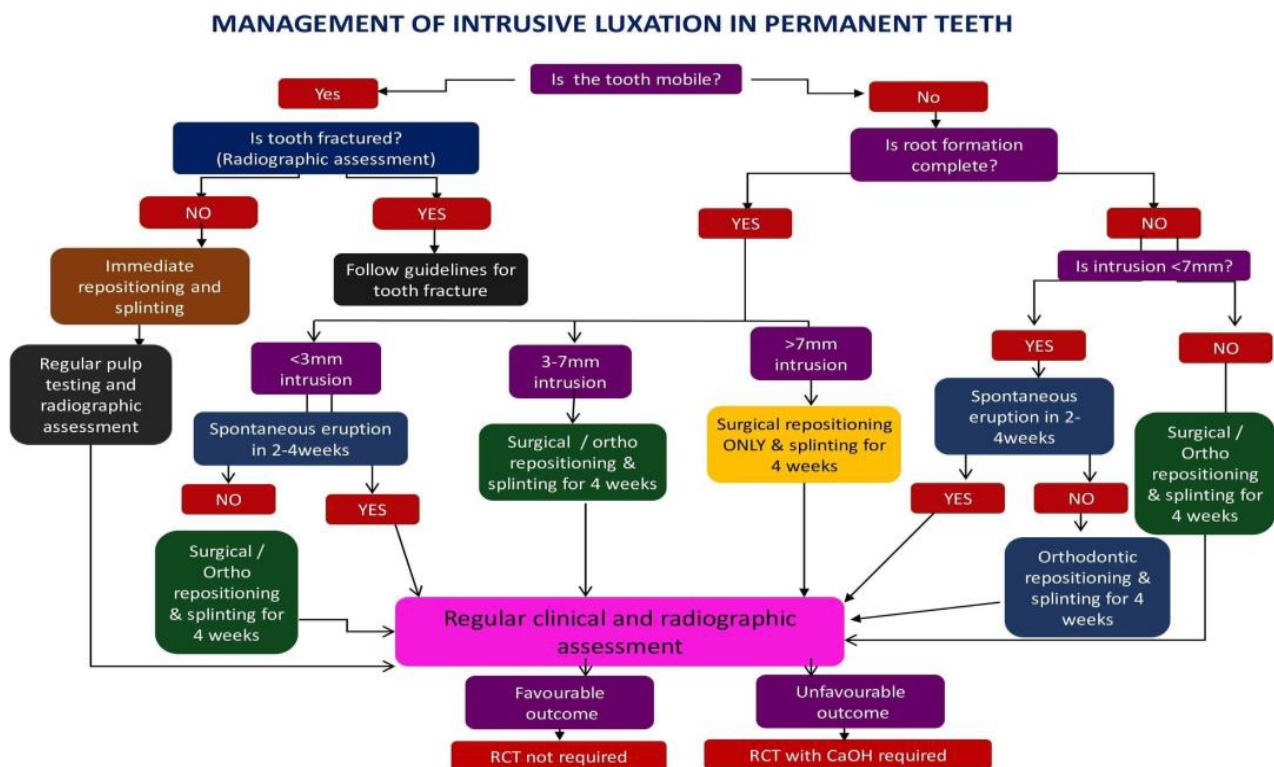 MANAGEMENT OF INTRUSIVE LUXATION IN PERMANENT TEETH
Is the tooth mobile?
Yes
No
Is tooth fractured?
(Radiographic assessment)
Is root formation
complete?
NO
YES
YES
NO
Immediate
repositioning and
splinting
Follow guidelines for
tooth fracture
Is intrusion <7mm?
Regular pulp
testing and
radiographic
assessment
<3mm
intrusion
3-7mm
intrusion
>7mm
intrusion
YES
NO
Spontaneous eruption
in 2-4weeks
Surgical / ortho
repositioning &
splinting for 4 weeks
Surgical repositioning
ONLY & splinting for
4 weeks
Spontaneous
eruption in 2-
4weeks
Surgical /
Ortho
repositioning
& splinting for
4 weeks
NO
YES
YES
NO
Surgical /
Ortho
repositioning
& splinting for
4 weeks
Orthodontic
repositioning &
splinting for 4
weeks
Regular clinical and radiographic
assessment
Favourable
outcome
Unfavourable
outcome
RCT not required
RCT with CaOH required